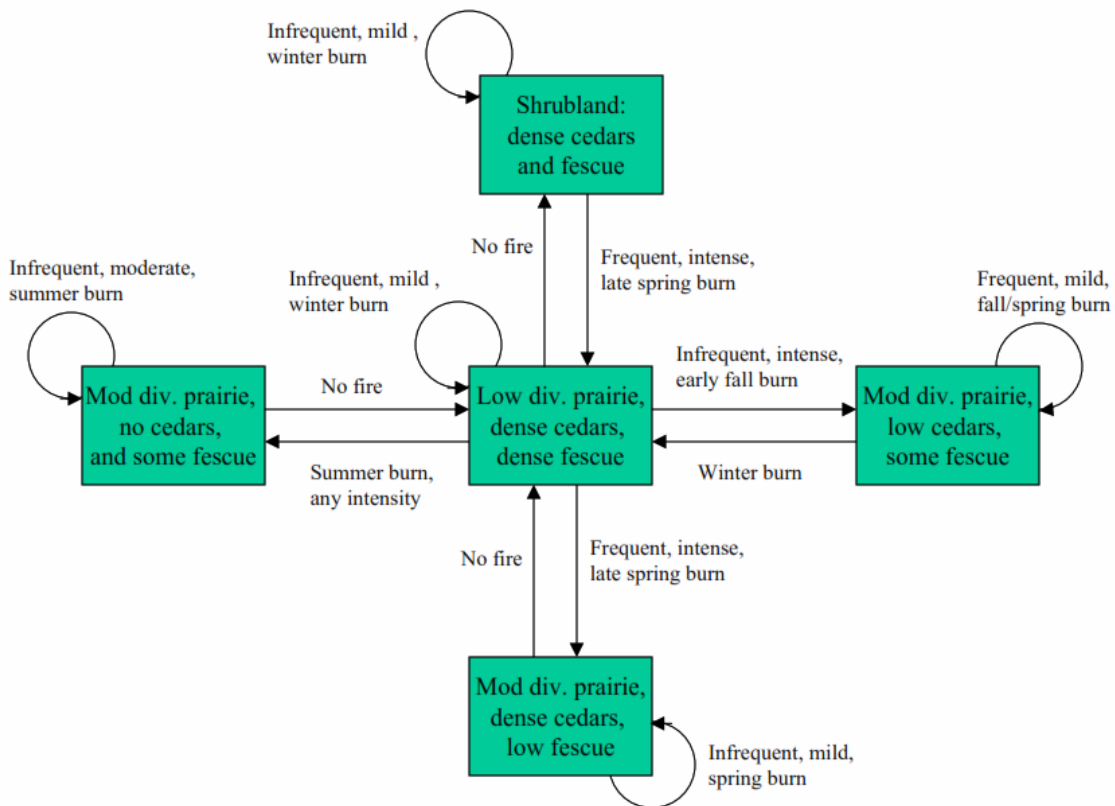 Infrequent, mild ,
winter burn
Shrubland:
dense cedars
and fescue
No fire
Frequent, intense,
late spring burn
Infrequent, moderate,
summer burn
Infrequent, mild ,
winter burn
Frequent, mild,
fall/spring burn
Infrequent, intense,
early fall burn
No fire
Mod div. prairie,
no cedars,
and some fescue
Low div. prairie,
dense cedars,
dense fescue
Mod div. prairie,
low cedars,
some fescue
Summer burn,
any intensity
Winter burn
No fire
Frequent, intense,
late spring burn
Mod div. prairie,
dense cedars,
low fescue
Infrequent, mild,
spring burn